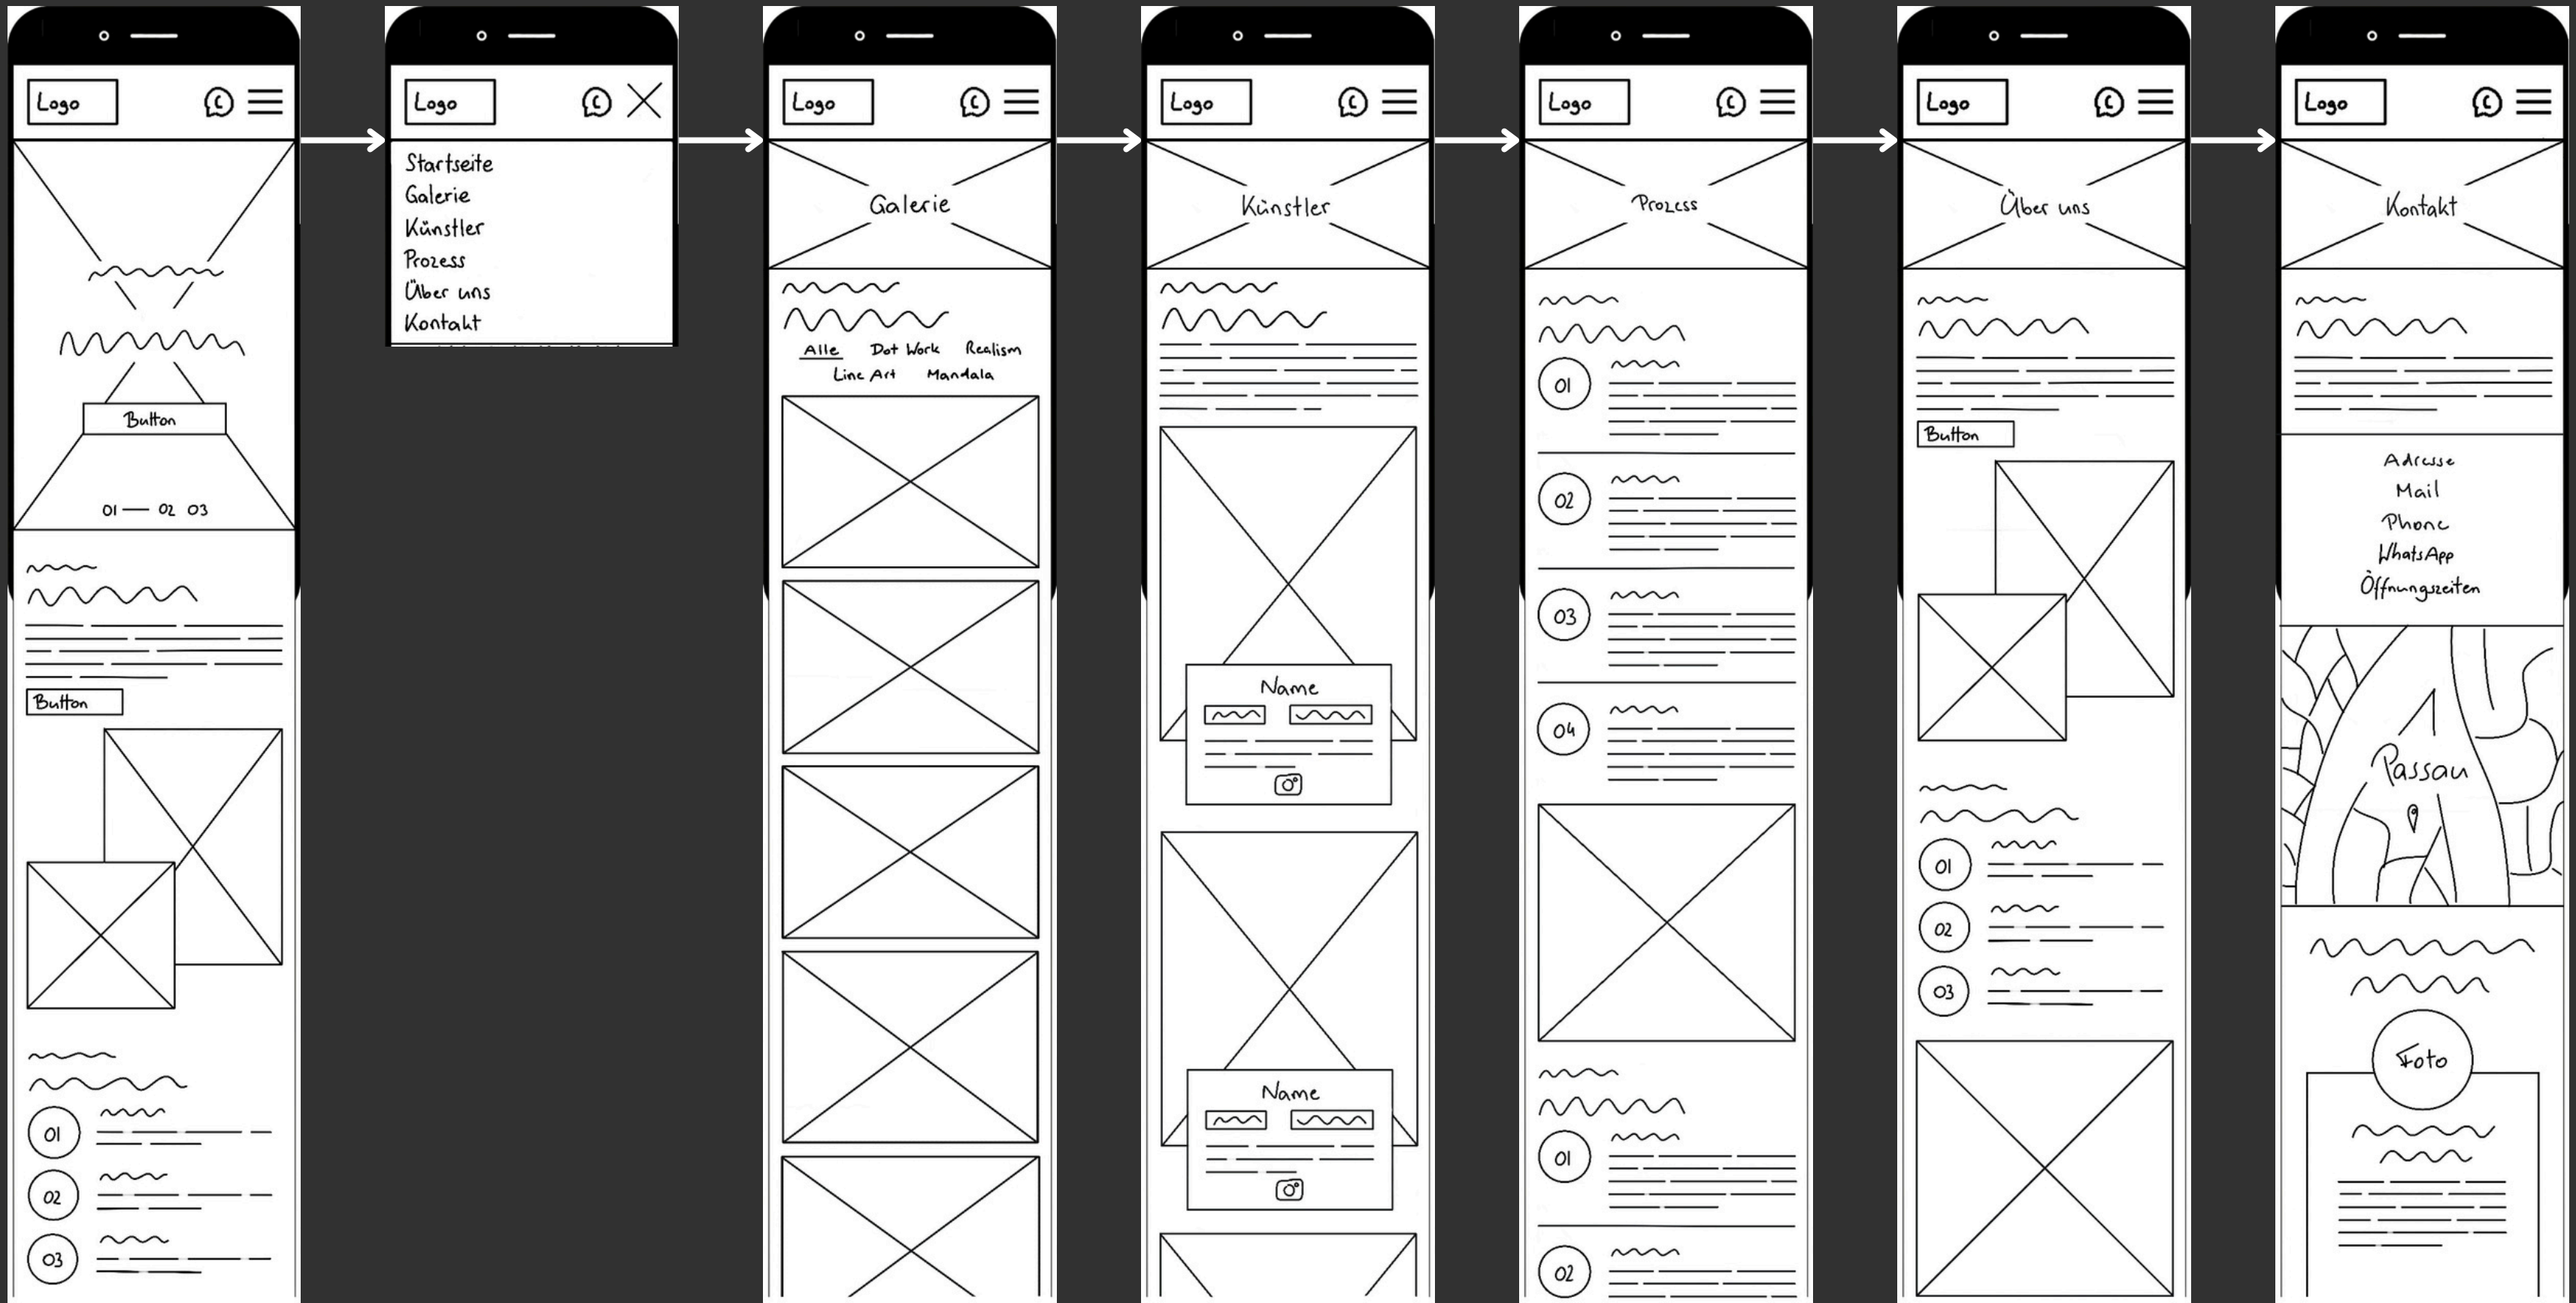 Logo
Button
01 — 02 03
Button
01
02
03
Logo
Startseite
Galerie
Künstler
Prozess
Über uns
Kontakt
Logo
Galerie
Alle Dot Work Realism
Line Art Mandala
Logo
Künstler
Name
Name
Logo
Prozess
01
02
03
04
01
02
Logo
Über uns
Button
01
02
03
Logo
Kontakt
Adresse
Mail
Phone
WhatsApp
Öffnungszeiten
Passau
Foto